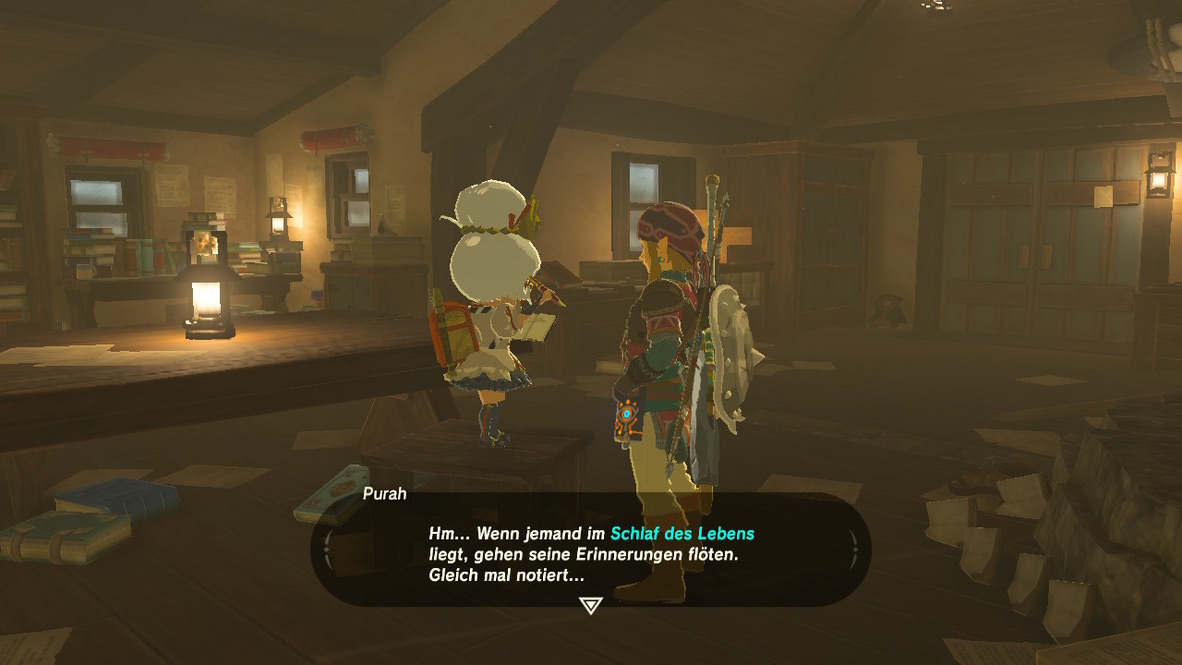 Purah
Hm... Wenn jemand im Schlaf des Lebens
liegt, gehen seine Erinnerungen flöten.
Gleich mal notiert...